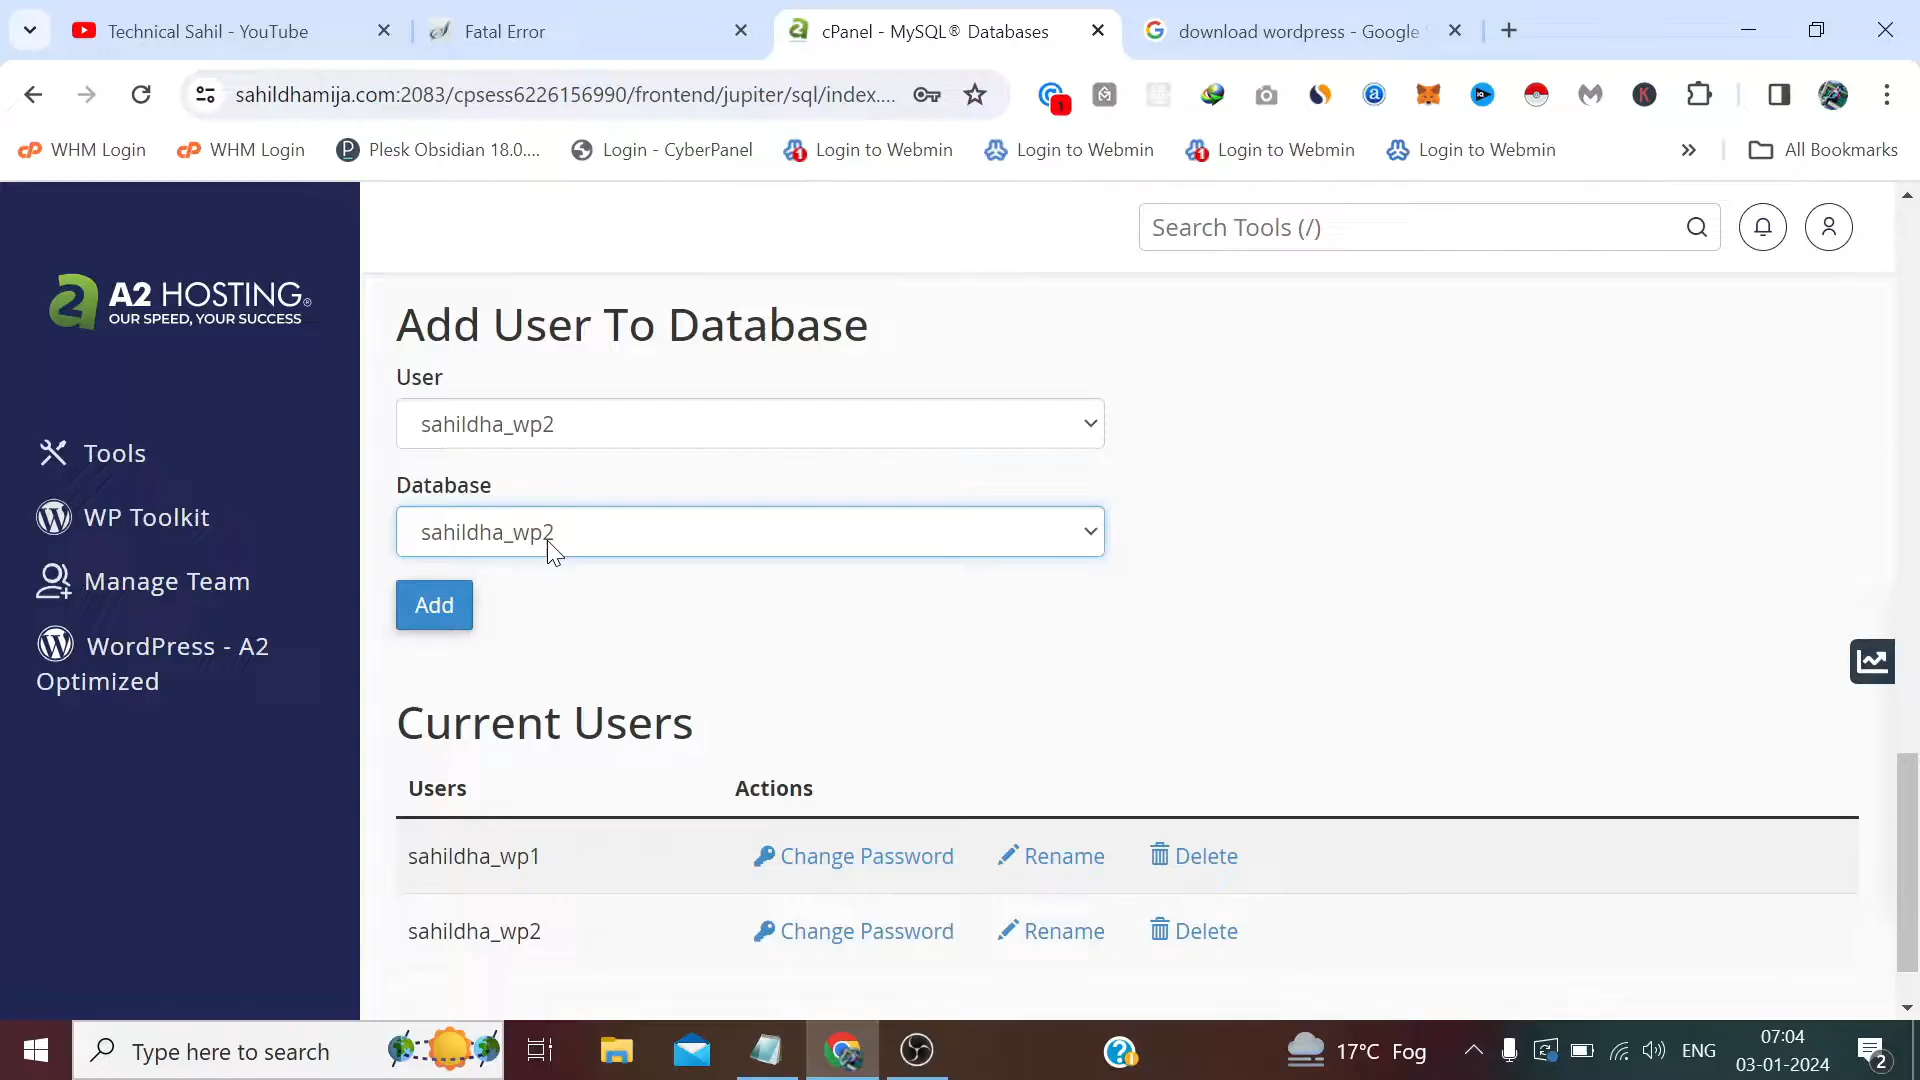 Technical Sahil - YouTube
Fatal Error
cPanel - MySQL® Databases
download wordpress - Google
sahildhamija.com:2083/cpsess6226156990/frontend/jupiter/sql/index....
1
WHM Login
WHM Login
Plesk Obsidian 18.0....
Login - CyberPanel
Login to Webmin
Login to Webmin
Login to Webmin
Login to Webmin
»
All Bookmarks
Search Tools (/)
A2 HOSTING®
OUR SPEED, YOUR SUCCESS
Tools
WP Toolkit
Manage Team
WordPress - A2
Optimized
Add User To Database
User
sahildha_wp2
Database
sahildha_wp2
Add
Current Users
Users
Actions
sahildha_wp1
Change Password
Rename
Delete
sahildha_wp2
Change Password
Rename
Delete
Type here to search
17°C Fog
ENG
07:04
03-01-2024
2